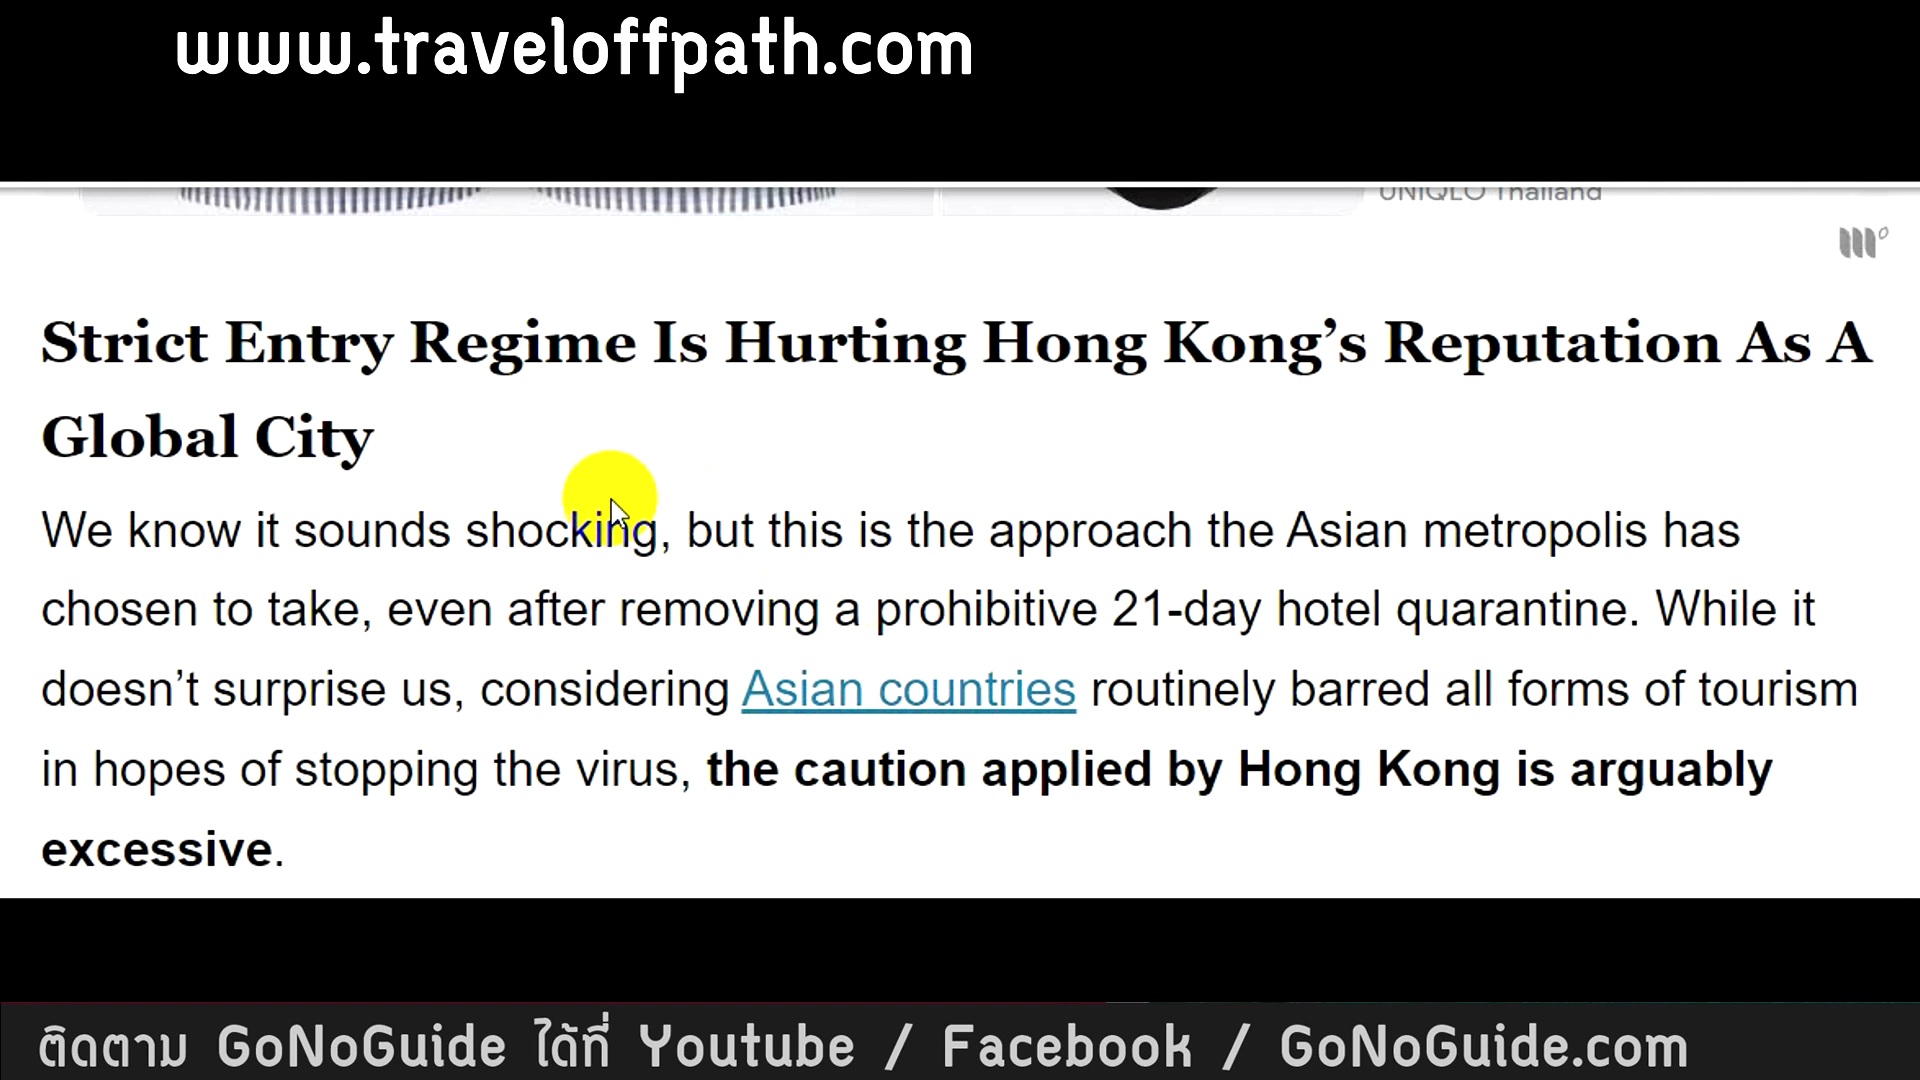 www.traveloffpath.com
UNIQLO Thailand
Strict Entry Regime Is Hurting Hong Kong’s Reputation As A
Global City
We know it sounds shocking, but this is the approach the Asian metropolis has
chosen to take, even after removing a prohibitive 21-day hotel quarantine. While it
doesn’t surprise us, considering Asian countries routinely barred all forms of tourism
in hopes of stopping the virus, the caution applied by Hong Kong is arguably
excessive.
ติดตาม GoNoGuide ได้ที่ Youtube / Facebook / GoNoGuide.com